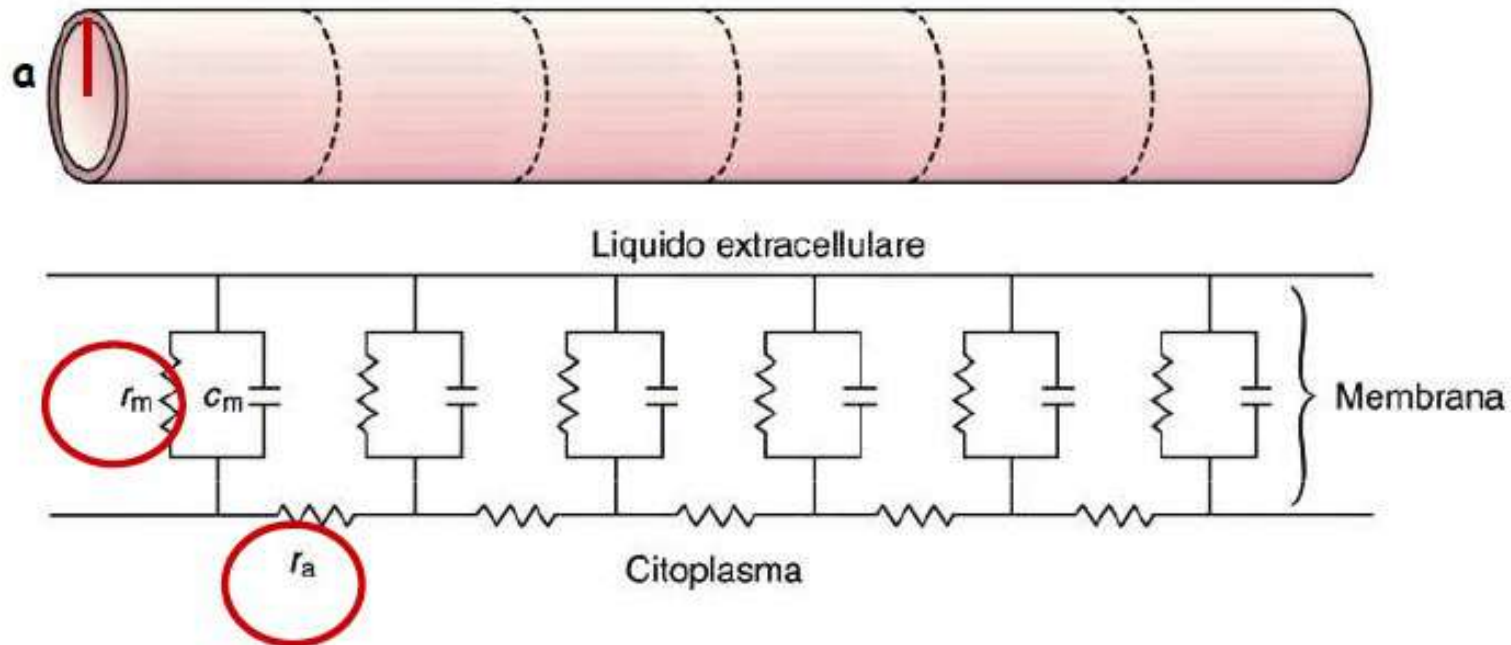 a
Liquido extracellulare
rm cm
Membrana
ra
Citoplasma